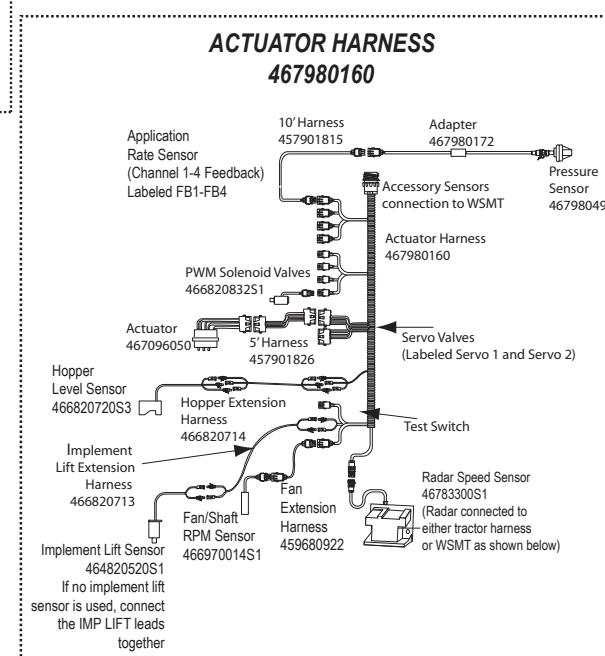 ACTUATOR HARNESS
467980160
10' Harness
457901815
Adapter
467980172
Application
Rate Sensor
(Channel 1-4 Feedback)
Labeled FB1-FB4
Pressure
Sensor
46798049
Accessory Sensors
connection to WSMT
Actuator Harness
467980160
PWM Solenoid Valves
466820832S1
Actuator
467096050
5' Harness
457901826
Servo Valves
(Labeled Servo 1 and Servo 2)
Hopper
Level Sensor
466820720S3
Hopper Extension
Harness
466820714
Test Switch
Implement
Lift Extension
Harness
466820713
Fan/Shaft
RPM Sensor
466970014S1
Fan
Extension
Harness
459680922
Radar Speed Sensor
46783300S1
(Radar connected to
either tractor harness
or WSMT as shown below)
Implement Lift Sensor
464820520S1
If no implement lift
sensor is used, connect
the IMP LIFT leads
together